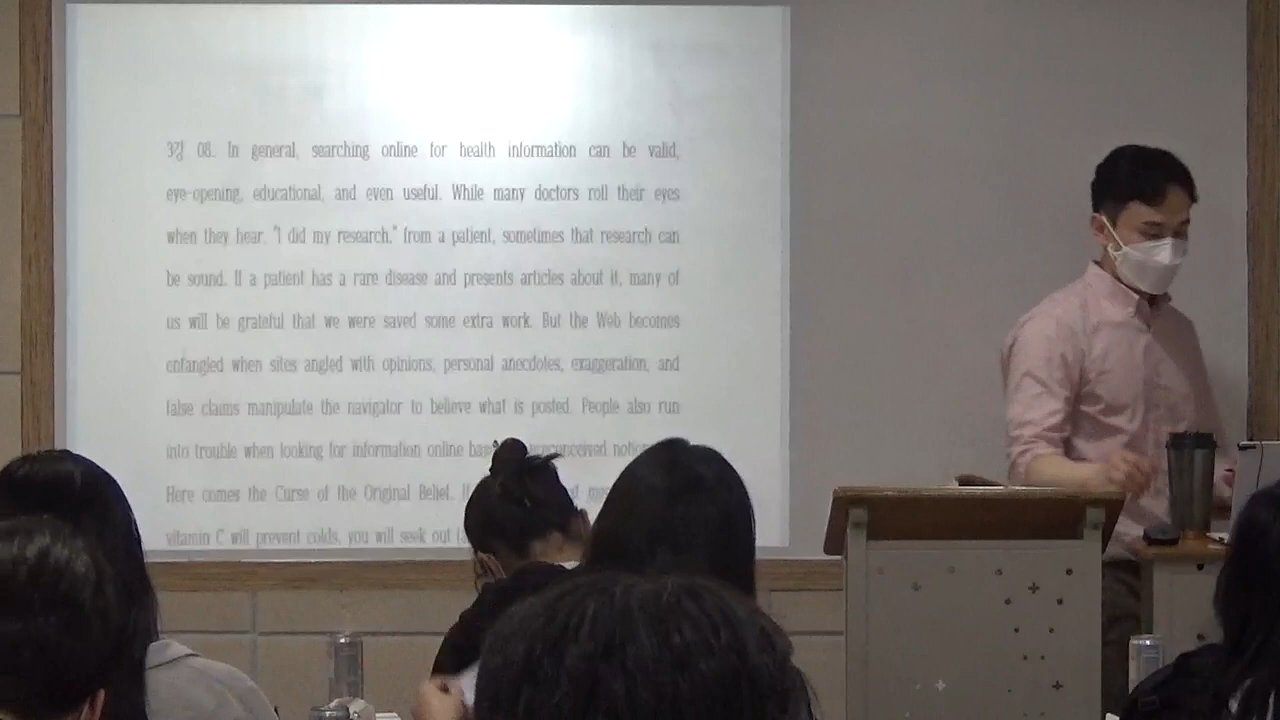 3강 08. In general, searching online for health information can be valid,
eye-opening, educational, and even useful. While many doctors roll their eyes
when they hear, "I did my research," from a patient, sometimes that research can
be sound. If a patient has a rare disease and presents articles about it, many of
us will be grateful that we were saved some extra work. But the Web becomes
entangled when sites angled with opinions, personal anecdotes, exaggeration, and
false claims manipulate the navigator to believe what is posted. People also run
into trouble when looking for information online preconceived
Here comes the Curse of the Original Belief. If
vitamin C will prevent colds, you will seek out